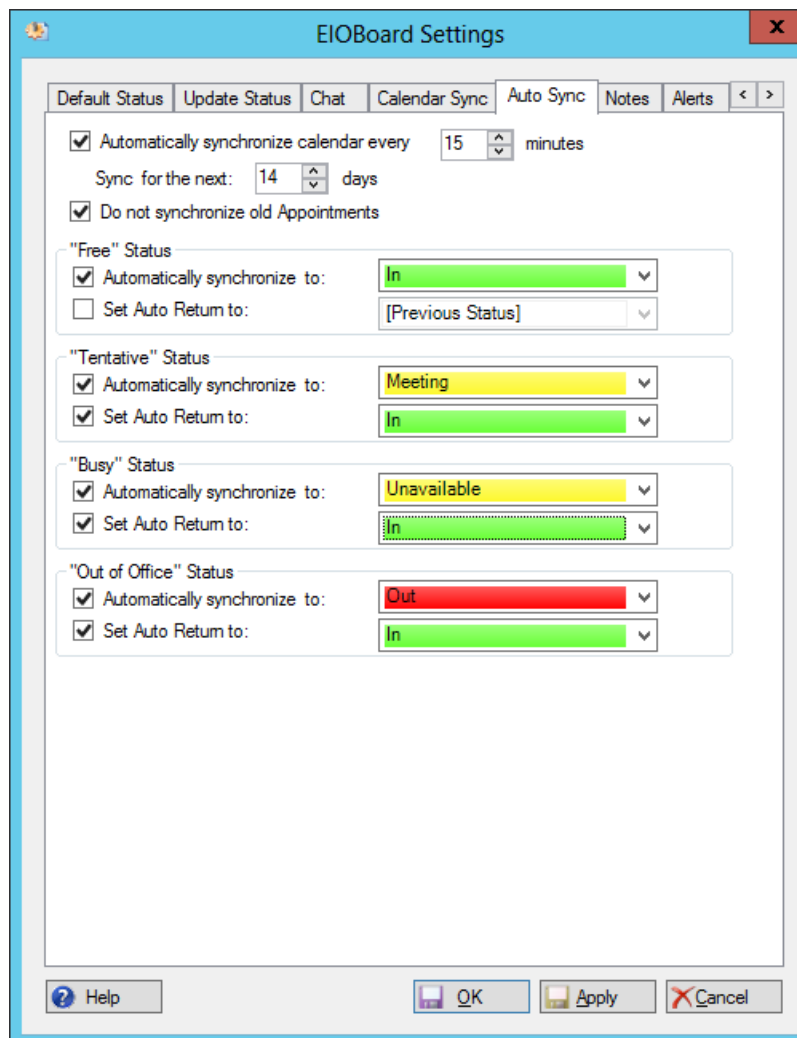 EIOBoard Settings
x
Default Status Update Status Chat Calendar Sync Auto Sync Notes Alerts < >
Automatically synchronize calendar every 15 minutes
Sync for the next: 14 days
Do not synchronize old Appointments
"Free" Status
Automatically synchronize to: In
Set Auto Return to: [Previous Status]
"Tentative" Status
Automatically synchronize to: Meeting
Set Auto Return to: In
"Busy" Status
Automatically synchronize to: Unavailable
Set Auto Return to: In
"Out of Office" Status
Automatically synchronize to: Out
Set Auto Return to: In
? Help OK Apply Cancel